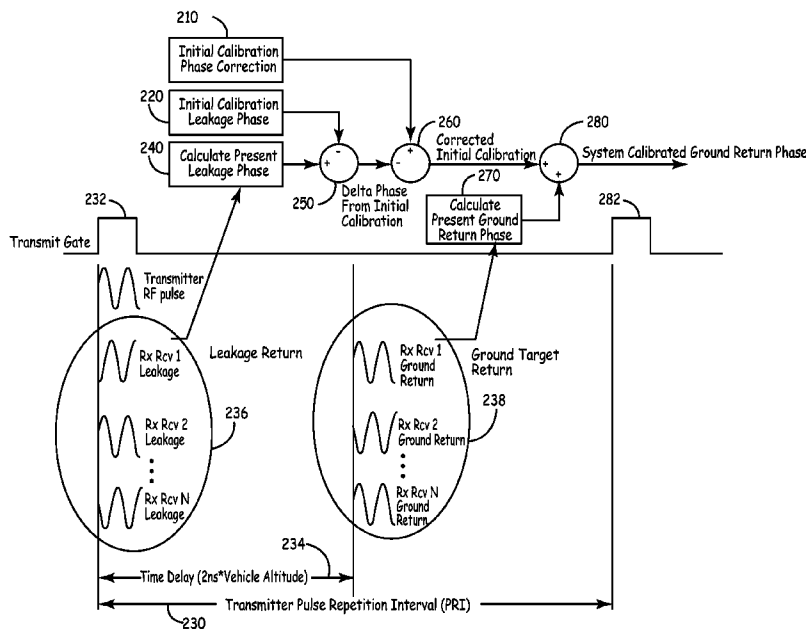 210
Initial Calibration
Phase Correction
220
Initial Calibration
Leakage Phase
240
Calculate Present
Leakage Phase
-
+
250
Delta Phase
From Initial
Calibration
+
-
260
Corrected
Initial Calibration
270
Calculate
Present Ground
Return Phase
+
+
280
System Calibrated Ground Return Phase
232
282
Transmit Gate
Transmitter
RF pulse
Leakage Return
Rx Rcv 1
Leakage
Rx Rcv 2
Leakage
Rx Rcv N
Leakage
236
Ground Target
Return
Rx Rcv 1
Ground
Return
Rx Rcv 2
Ground Return
Rx Rcv N
Ground
Return
238
234
Time Delay (2ns*Vehicle Altitude)
Transmitter Pulse Repetition Interval (PRI)
230